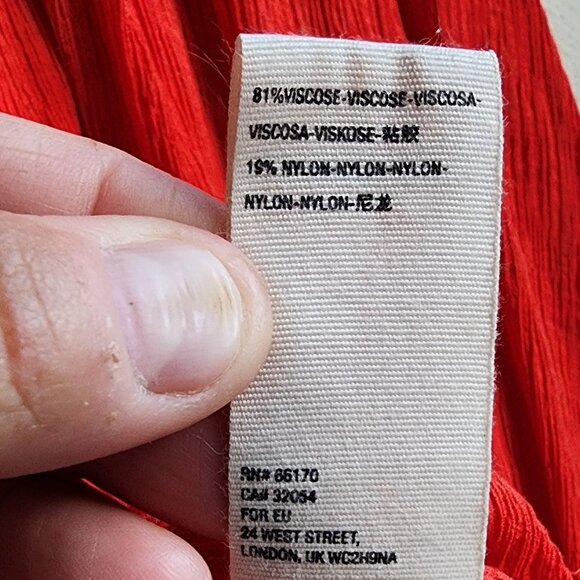 81%VISCOSE-VISCOSE-VISCOSA-
VISCOSA-VISKOSE-粘胶
19% NYLON-NYLON-NYLON-
NYLON-NYLON-尼龙
RN# 66170
CA# 32054
FOR EU
24 WEST STREET,
LONDON, UK WC2H9NA